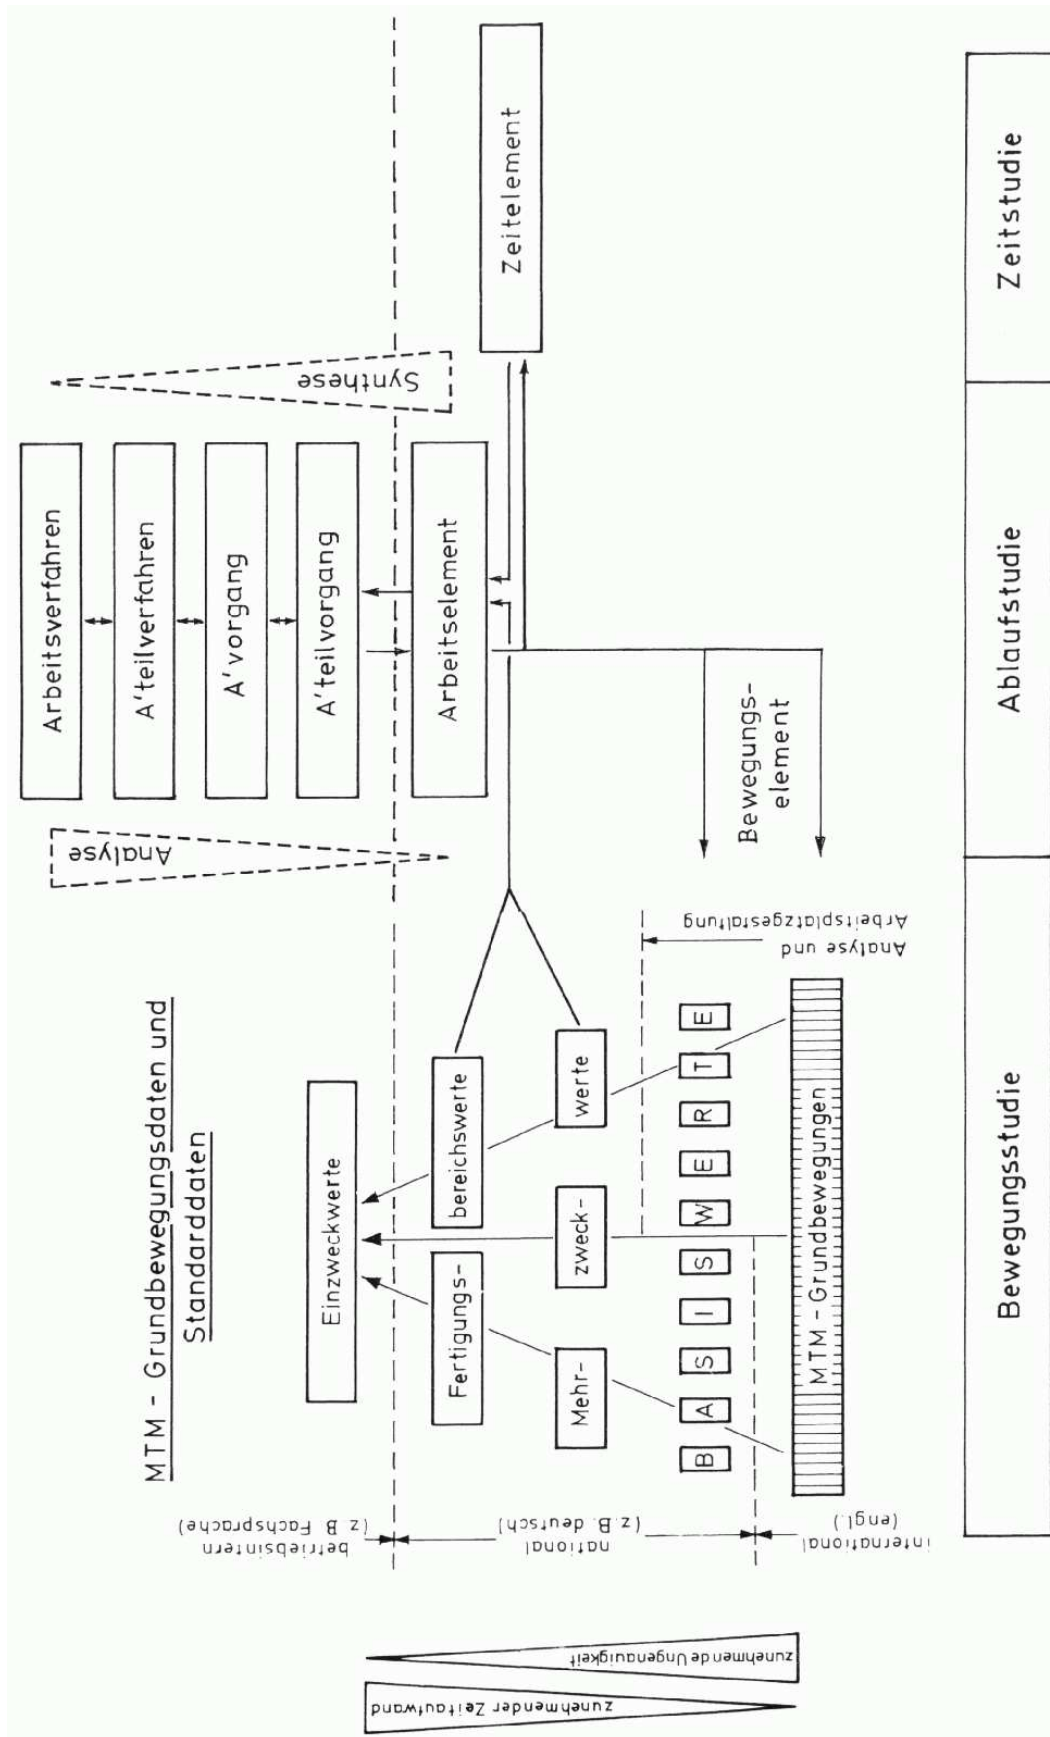 MTM - Grundbewegungsdaten und
Standarddaten
Einzweckwerte
Fertigungs-
bereichswerte
Mehr-
zweck-
werte
B A S I S W E R T E
MTM - Grundbewegungen
betriebsintern
(z.B Fachsprache)
national
(z.B. deutsch)
international
(engl.)
zunehmende Ungenauigkeit
zunehmender Zeitaufwand
Analyse und
Arbeitsplatzgestaltung
Analyse
Synthese
Arbeitsverfahren
A'teilverfahren
A'vorgang
A'teilvorgang
Arbeitselement
Bewegungs-
element
Zeitelement
Bewegungsstudie
Ablaufstudie
Zeitstudie